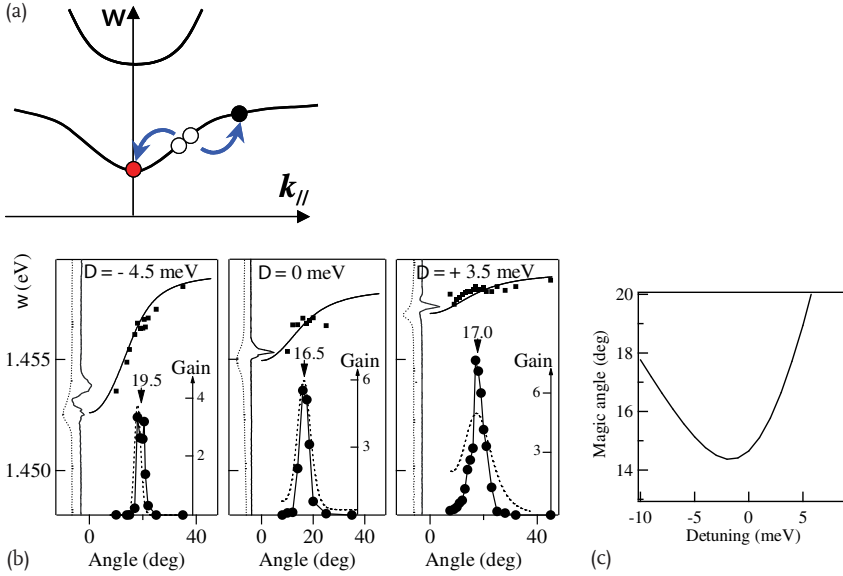 (a)
w
k//
w (eV)
1.455
1.450
D = - 4.5 meV
19.5
Gain
4
2
0 20 40
Angle (deg)
D = 0 meV
16.5
Gain
6
3
0 20 40
Angle (deg)
D = + 3.5 meV
17.0
Gain
6
3
0 20 40
Angle (deg)
(b)
Magic angle (deg)
20
18
16
14
-10 -5 0 5
Detuning (meV)
(c)